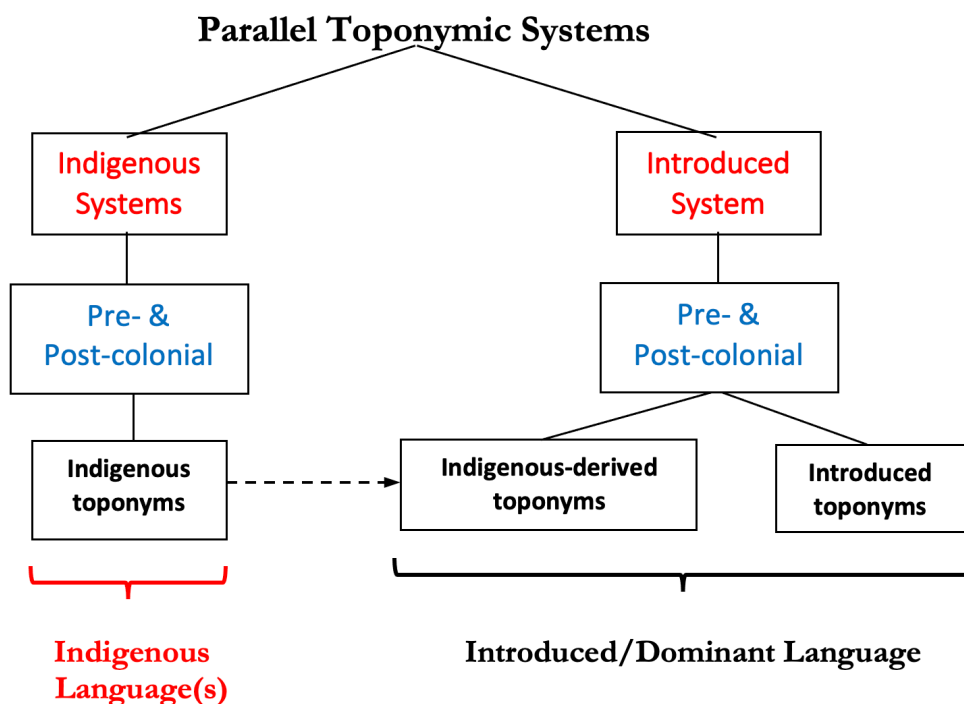 Parallel Toponymic Systems
Indigenous
Systems
Introduced
System
Pre- &
Post-colonial
Pre- &
Post-colonial
Indigenous
toponyms
Indigenous-derived
toponyms
Introduced
toponyms
Indigenous
Language(s)
Introduced/Dominant Language